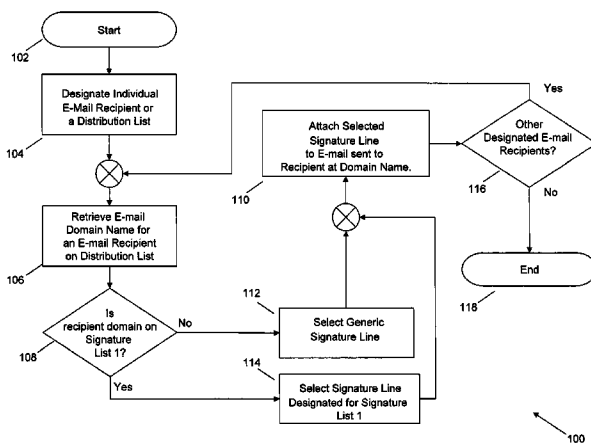 Start
102
Designate Individual
E-Mail Recipient or
a Distribution List
104
Retrieve E-mail
Domain Name for
an E-mail Recipient
on Distribution List
106
Is
recipient domain on
Signature
List 1?
108
No
Yes
112
Select Generic
Signature Line
114
Select Signature Line
Designated for Signature
List 1
Attach Selected
Signature Line
to E-mail sent to
Recipient at Domain Name.
110
Yes
Other
Designated E-mail
Recipients?
116
No
End
118
100